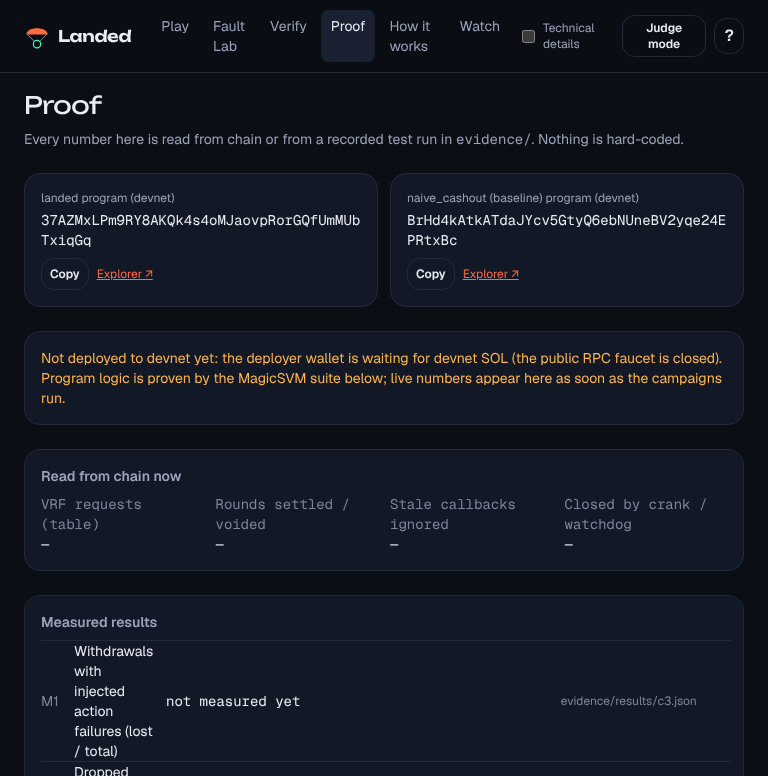 Landed
Play
Fault
Lab
Verify
Proof
How it
works
Watch
Technical
details
Judge
mode
?
Proof
Every number here is read from chain or from a recorded test run in evidence/. Nothing is hard-coded.
landed program (devnet)
37AZMxLPm9RY8AKQk4s4oMJaovpRorGQfUmMUb
TxiqGq
Copy
Explorer ↗
naive_cashout (baseline) program (devnet)
BrHd4kAtkATdaJYcv5GtyQ6ebNUneBV2yqe24E
PRtxBc
Copy
Explorer ↗
Not deployed to devnet yet: the deployer wallet is waiting for devnet SOL (the public RPC faucet is closed).
Program logic is proven by the MagicSVM suite below; live numbers appear here as soon as the campaigns
run.
Read from chain now
VRF requests
(table)
—
Rounds settled /
voided
—
Stale callbacks
ignored
—
Closed by crank /
watchdog
—
Measured results
M1
Withdrawals
with
injected
action
failures (lost
/ total)
not measured yet
evidence/results/c3.json
Dropped